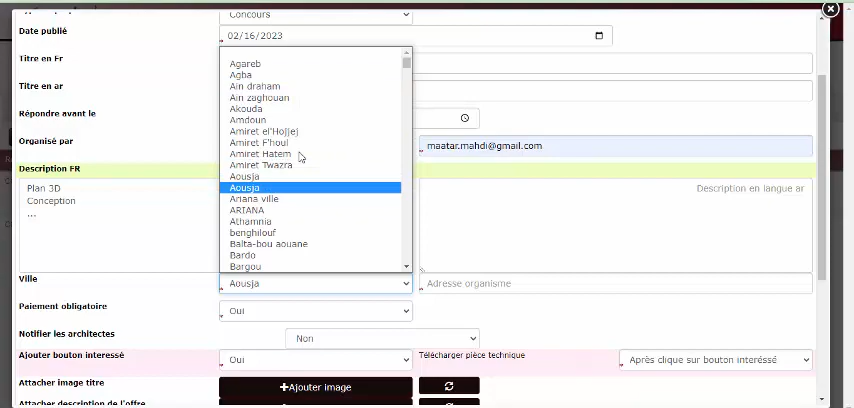 Concours
Date publié
02/16/2023
Titre en Fr
Titre en ar
Répondre avant le
Organisé par
maatar.mahdi@gmail.com
Agareb
Agba
Ain draham
Ain zaghouan
Akouda
Amdoun
Amiret el'Hojjej
Amiret F'houl
Amiret Hatem
Amiret Twazra
Aousja
Aousja
Ariana ville
ARIANA
Athamnia
benghilouf
Balta-bou aouane
Bardo
Bargou
Description FR
Plan 3D
Conception
...
Description en langue ar
Ville
Aousja
Adresse organisme
Paiement obligatoire
Oui
Notifier les architectes
Non
Ajouter bouton interessé
Oui
Télécharger pièce technique
Après clique sur bouton interéssé
Attacher image titre
+Ajouter image
Attacher description de l'offre